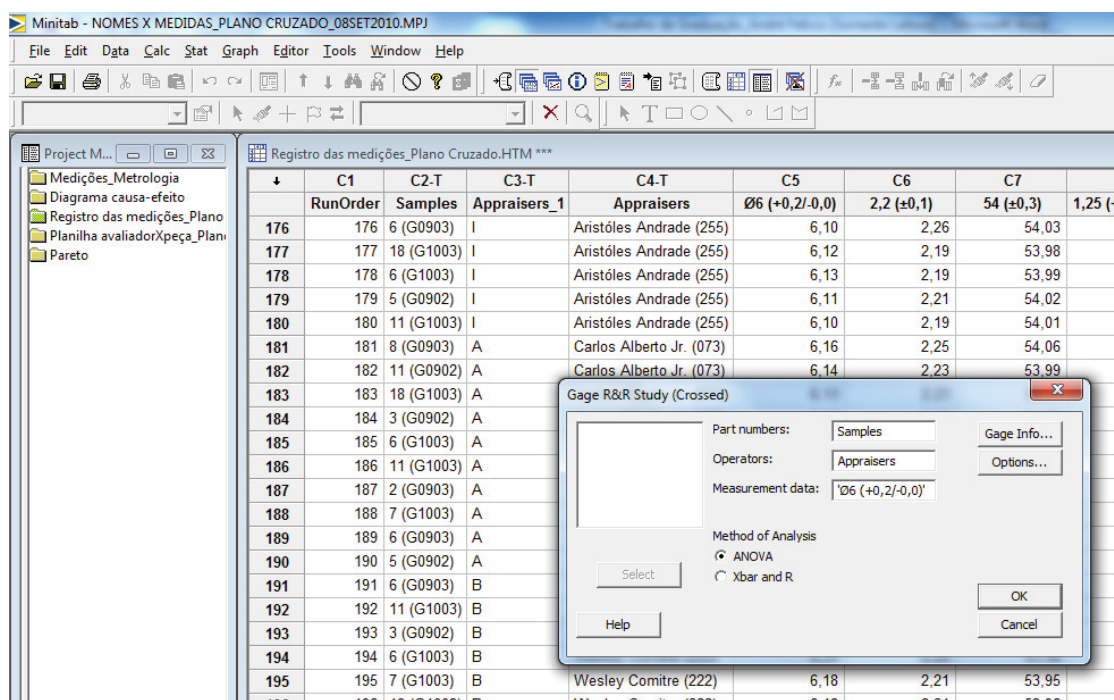 Minitab - NOMES X MEDIDAS_PLANO CRUZADO_08SET2010.MPJ
File Edit Data Calc Stat Graph Editor Tools Window Help
Project M...
Medições_Metrologia
Diagrama causa-efeito
Registro das medições_Plano
Planilha avaliadorXpeça_Plan
Pareto
Registro das medições_Plano Cruzado.HTM ***
C1 C2-T C3-T C4-T C5 C6 C7
RunOrder Samples Appraisers_1 Appraisers Ø6 (+0,2/-0,0) 2,2 (±0,1) 54 (±0,3) 1,25 (
176 176 6 (G0903) I Aristóles Andrade (255) 6,10 2,26 54,03
177 177 18 (G1003) I Aristóles Andrade (255) 6,12 2,19 53,98
178 178 6 (G1003) I Aristóles Andrade (255) 6,13 2,19 53,99
179 179 5 (G0902) I Aristóles Andrade (255) 6,11 2,21 54,02
180 180 11 (G1003) I Aristóles Andrade (255) 6,10 2,19 54,01
181 181 8 (G0903) A Carlos Alberto Jr. (073) 6,16 2,25 54,06
182 182 11 (G0902) A Carlos Alberto Jr. (073) 6,14 2,23 53,99
183 183 18 (G1003) A
184 184 3 (G0902) A
185 185 6 (G1003) A
186 186 11 (G1003) A
187 187 2 (G0903) A
188 188 7 (G1003) A
189 189 6 (G0903) A
190 190 5 (G0902) A
191 191 6 (G0903) B
192 192 11 (G1003) B
193 193 3 (G0902) B
194 194 6 (G1003) B
195 195 7 (G1003) B Wesley Comitre (222) 6,18 2,21 53,95
Gage R&R Study (Crossed)
Part numbers: Samples
Gage Info...
Operators: Appraisers
Options...
Measurement data: 'Ø6 (+0,2/-0,0)'
Method of Analysis
ANOVA
Xbar and R
Select
OK
Help
Cancel